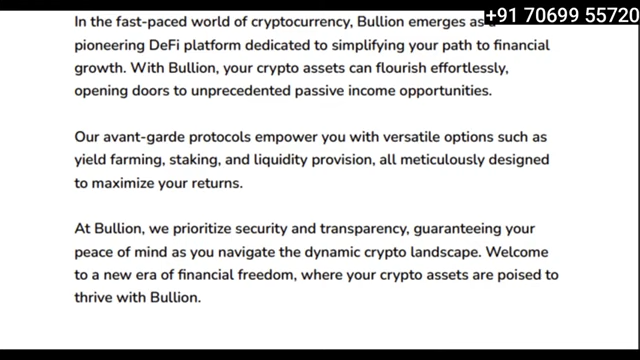 +91 70699 55720
In the fast-paced world of cryptocurrency, Bullion emerges as a
pioneering DeFi platform dedicated to simplifying your path to financial
growth. With Bullion, your crypto assets can flourish effortlessly,
opening doors to unprecedented passive income opportunities.
Our avant-garde protocols empower you with versatile options such as
yield farming, staking, and liquidity provision, all meticulously designed
to maximize your returns.
At Bullion, we prioritize security and transparency, guaranteeing your
peace of mind as you navigate the dynamic crypto landscape. Welcome
to a new era of financial freedom, where your crypto assets are poised to
thrive with Bullion.